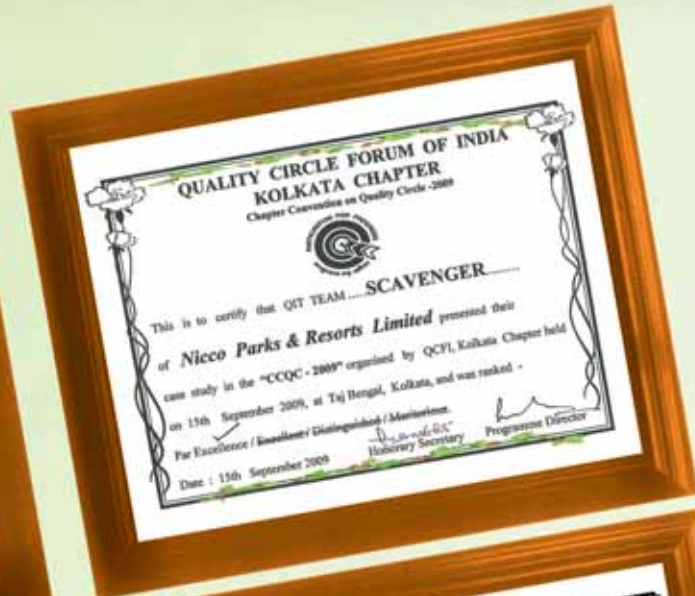 QUALITY CIRCLE FORUM OF INDIA
KOLKATA CHAPTER
Chapter Convention on Quality Circle -2009
This is to certify that QIT TEAM ....SCAVENGER........
of Nicco Parks & Resorts Limited presented their
case study in the "CCQC - 2009" organised by QCFI, Kolkata Chapter held
on 15th September 2009, at Taj Bengal, Kolkata, and was ranked -
Par Excellence / Excellent / Distinguished / Meritorious.
Date : 15th September 2009
Honorary Secretary
Programme Director